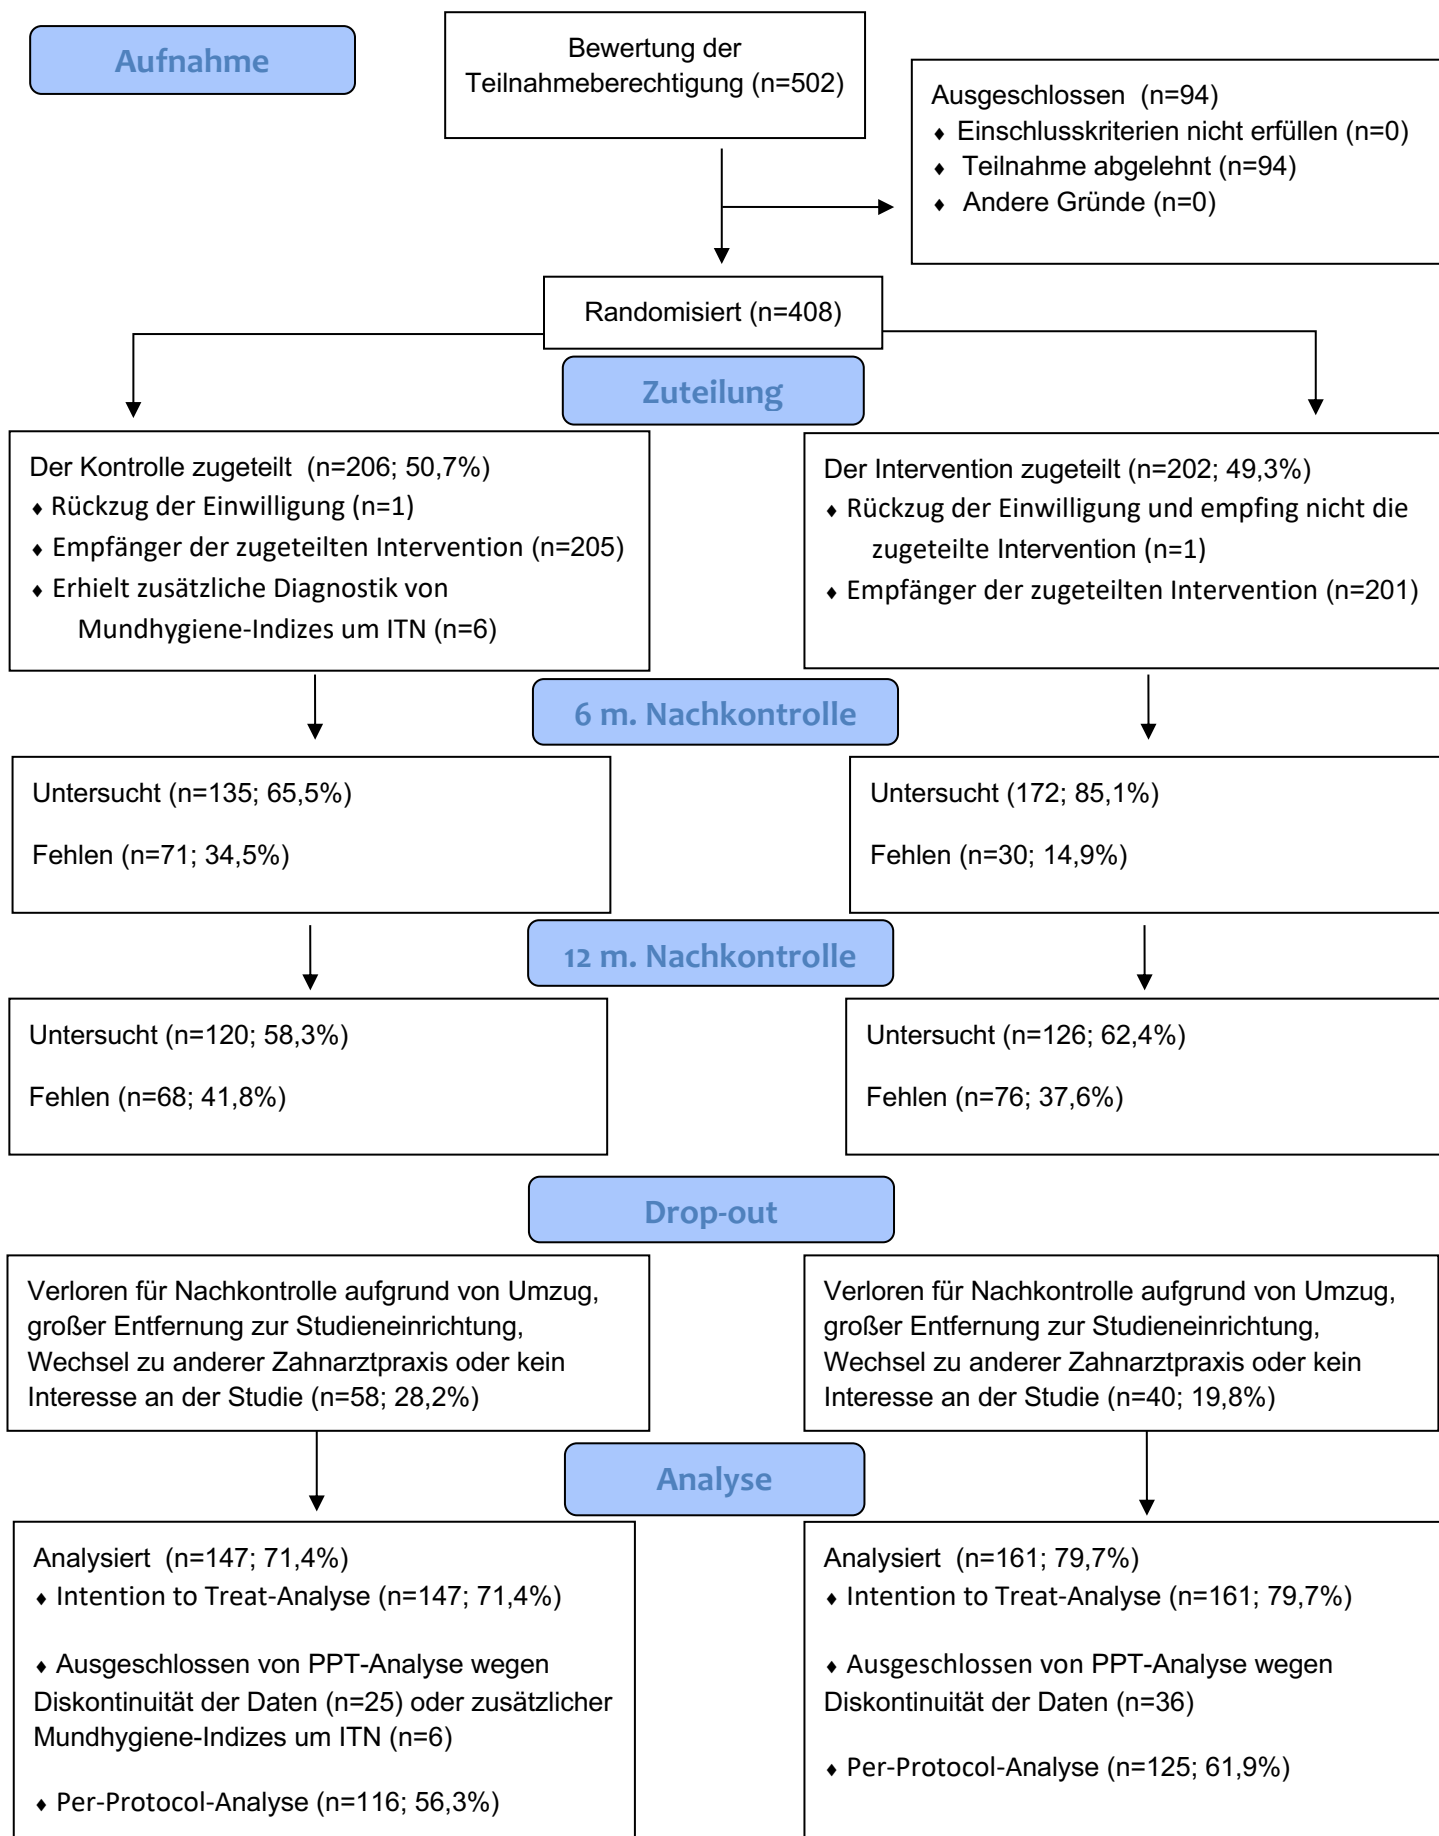 Aufnahme
Bewertung der
Teilnahmeberechtigung (n=502)
Ausgeschlossen (n=94)
♦ Einschlusskriterien nicht erfüllen (n=0)
♦ Teilnahme abgelehnt (n=94)
♦ Andere Gründe (n=0)
Randomisiert (n=408)
Zuteilung
Der Kontrolle zugeteilt (n=206; 50,7%)
♦ Rückzug der Einwilligung (n=1)
♦ Empfänger der zugeteilten Intervention (n=205)
♦ Erhielt zusätzliche Diagnostik von
Mundhygiene-Indizes um ITN (n=6)
Der Intervention zugeteilt (n=202; 49,3%)
♦ Rückzug der Einwilligung und empfing nicht die
zugeteilte Intervention (n=1)
♦ Empfänger der zugeteilten Intervention (n=201)
6 m. Nachkontrolle
Untersucht (n=135; 65,5%)
Fehlen (n=71; 34,5%)
Untersucht (172; 85,1%)
Fehlen (n=30; 14,9%)
12 m. Nachkontrolle
Untersucht (n=120; 58,3%)
Fehlen (n=68; 41,8%)
Untersucht (n=126; 62,4%)
Fehlen (n=76; 37,6%)
Drop-out
Verloren für Nachkontrolle aufgrund von Umzug,
großer Entfernung zur Studieneinrichtung,
Wechsel zu anderer Zahnarztpraxis oder kein
Interesse an der Studie (n=58; 28,2%)
Verloren für Nachkontrolle aufgrund von Umzug,
großer Entfernung zur Studieneinrichtung,
Wechsel zu anderer Zahnarztpraxis oder kein
Interesse an der Studie (n=40; 19,8%)
Analyse
Analysiert (n=147; 71,4%)
♦ Intention to Treat-Analyse (n=147; 71,4%)
♦ Ausgeschlossen von PPT-Analyse wegen
Diskontinuität der Daten (n=25) oder zusätzlicher
Mundhygiene-Indizes um ITN (n=6)
♦ Per-Protocol-Analyse (n=116; 56,3%)
Analysiert (n=161; 79,7%)
♦ Intention to Treat-Analyse (n=161; 79,7%)
♦ Ausgeschlossen von PPT-Analyse wegen
Diskontinuität der Daten (n=36)
♦ Per-Protocol-Analyse (n=125; 61,9%)